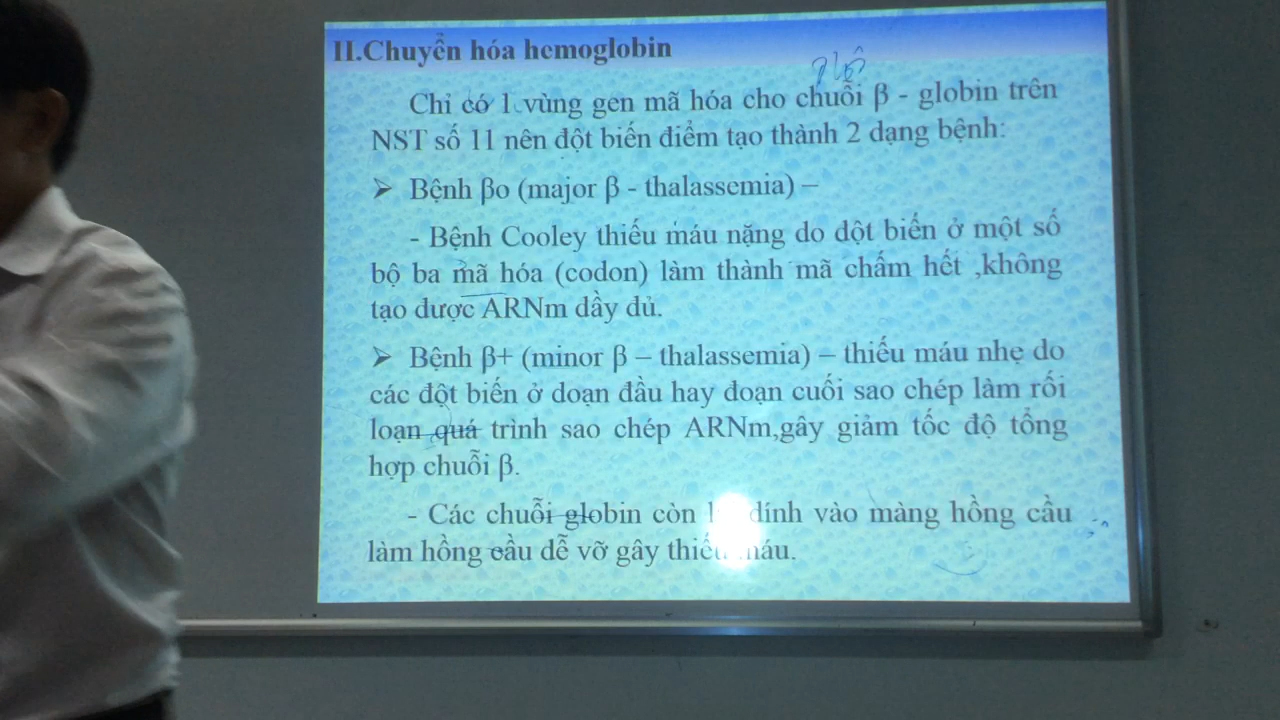 II.Chuyển hóa hemoglobin
Chỉ có 1 vùng gen mã hóa cho chuỗi β - globin trên
NST số 11 nên đột biến điểm tạo thành 2 dạng bệnh:
➢ Bệnh βo (major β - thalassemia) –
- Bệnh Cooley thiếu máu nặng do đột biến ở một số
bộ ba mã hóa (codon) làm thành mã chấm hết ,không
tạo được ARNm đầy đủ.
➢ Bệnh β+ (minor β – thalassemia) – thiếu máu nhẹ do
các đột biến ở đoạn đầu hay đoạn cuối sao chép làm rối
loạn quá trình sao chép ARNm,gây giảm tốc độ tổng
hợp chuỗi β.
- Các chuỗi globin còn dính vào màng hồng cầu
làm hồng cầu dễ vỡ gây thiếu máu.